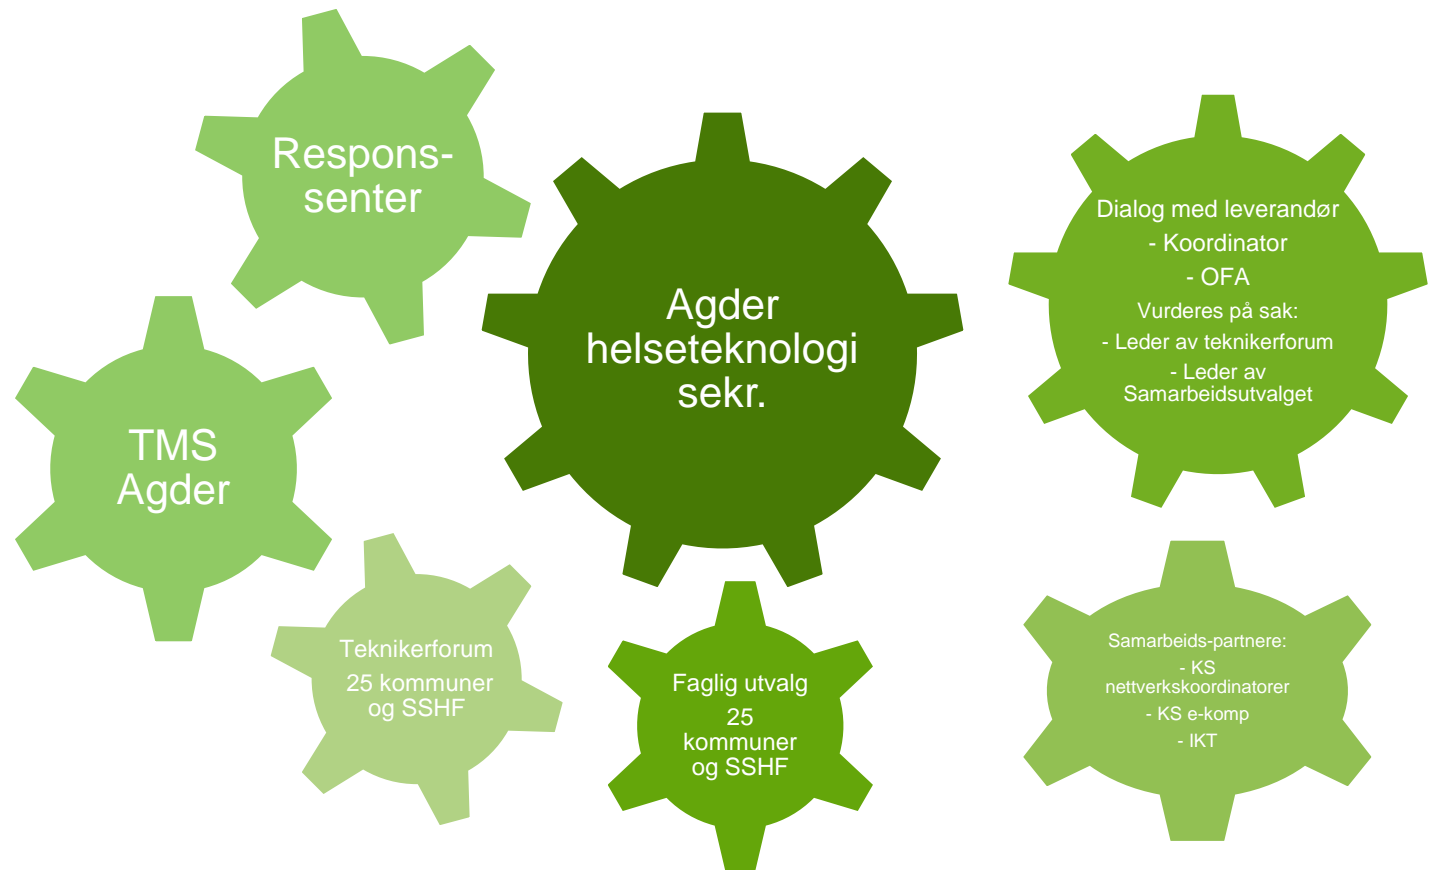 Respons-
senter
TMS
Agder
Teknikerforum
25 kommuner
og SSHF
Agder
helseteknologi
sekr.
Faglig utvalg
25
kommuner
og SSHF
Dialog med leverandør
- Koordinator
- OFA
Vurderes på sak:
- Leder av teknikerforum
- Leder av
Samarbeidsutvalget
Samarbeids-partnere:
- KS
nettverkskoordinatorer
- KS e-komp
- IKT